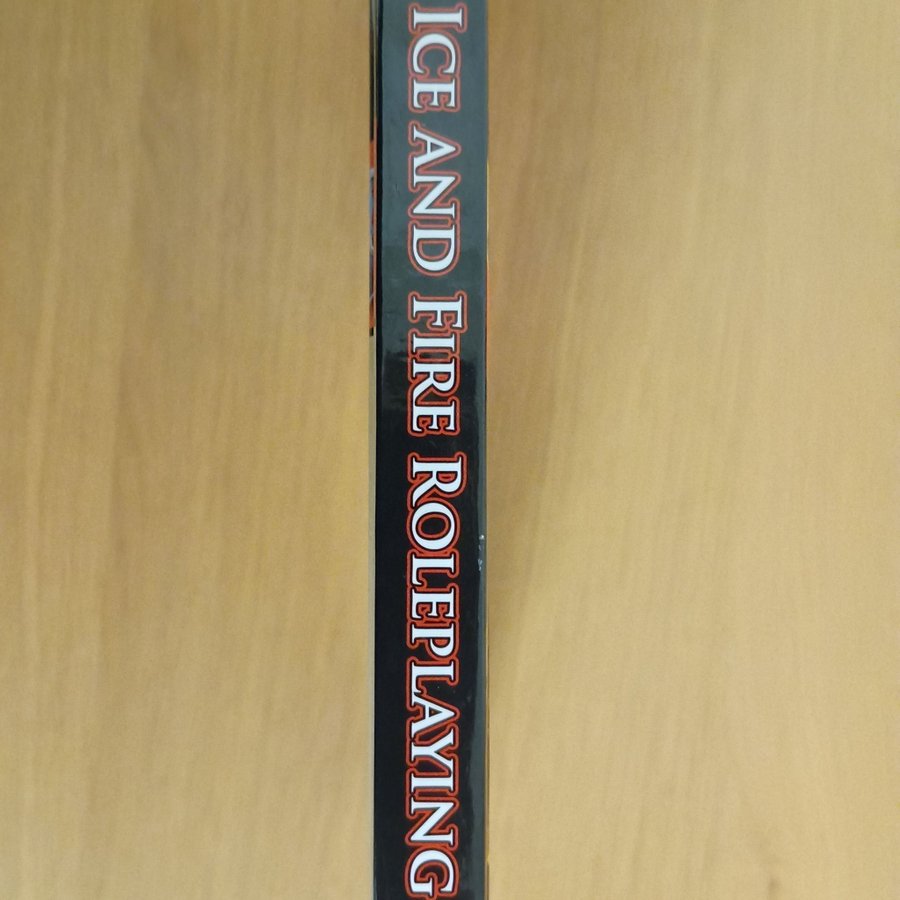 ICE AND FIRE ROLEPLAYING